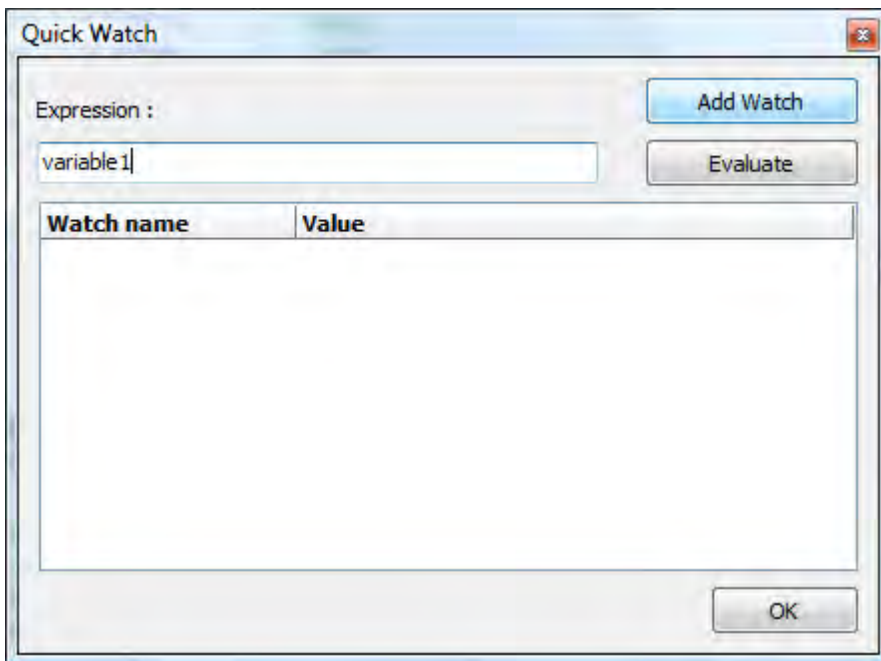 Quick Watch
Expression :
Add Watch
variable1
Evaluate
Watch name Value
OK